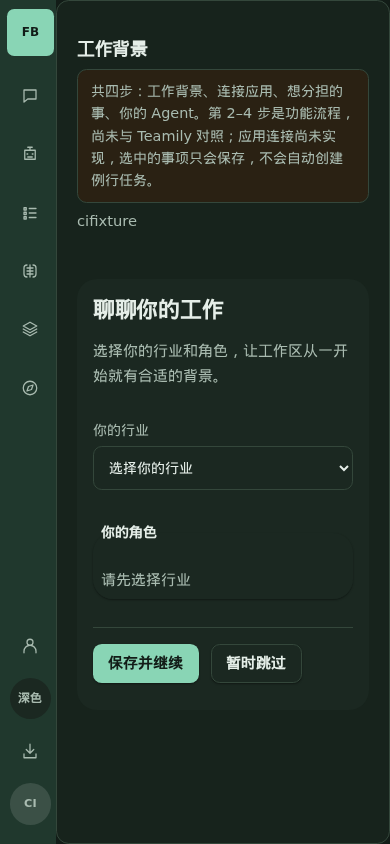 FB
工作背景
共四步：工作背景、连接应用、想分担的
事、你的 Agent。第 2–4 步是功能流程，
尚未与 Teamily 对照；应用连接尚未实
现，选中的事项只会保存，不会自动创建
例行任务。
cifixture
聊聊你的工作
选择你的行业和角色，让工作区从一开
始就有合适的背景。
你的行业
选择你的行业
你的角色
请先选择行业
保存并继续
暂时跳过
深色
CI